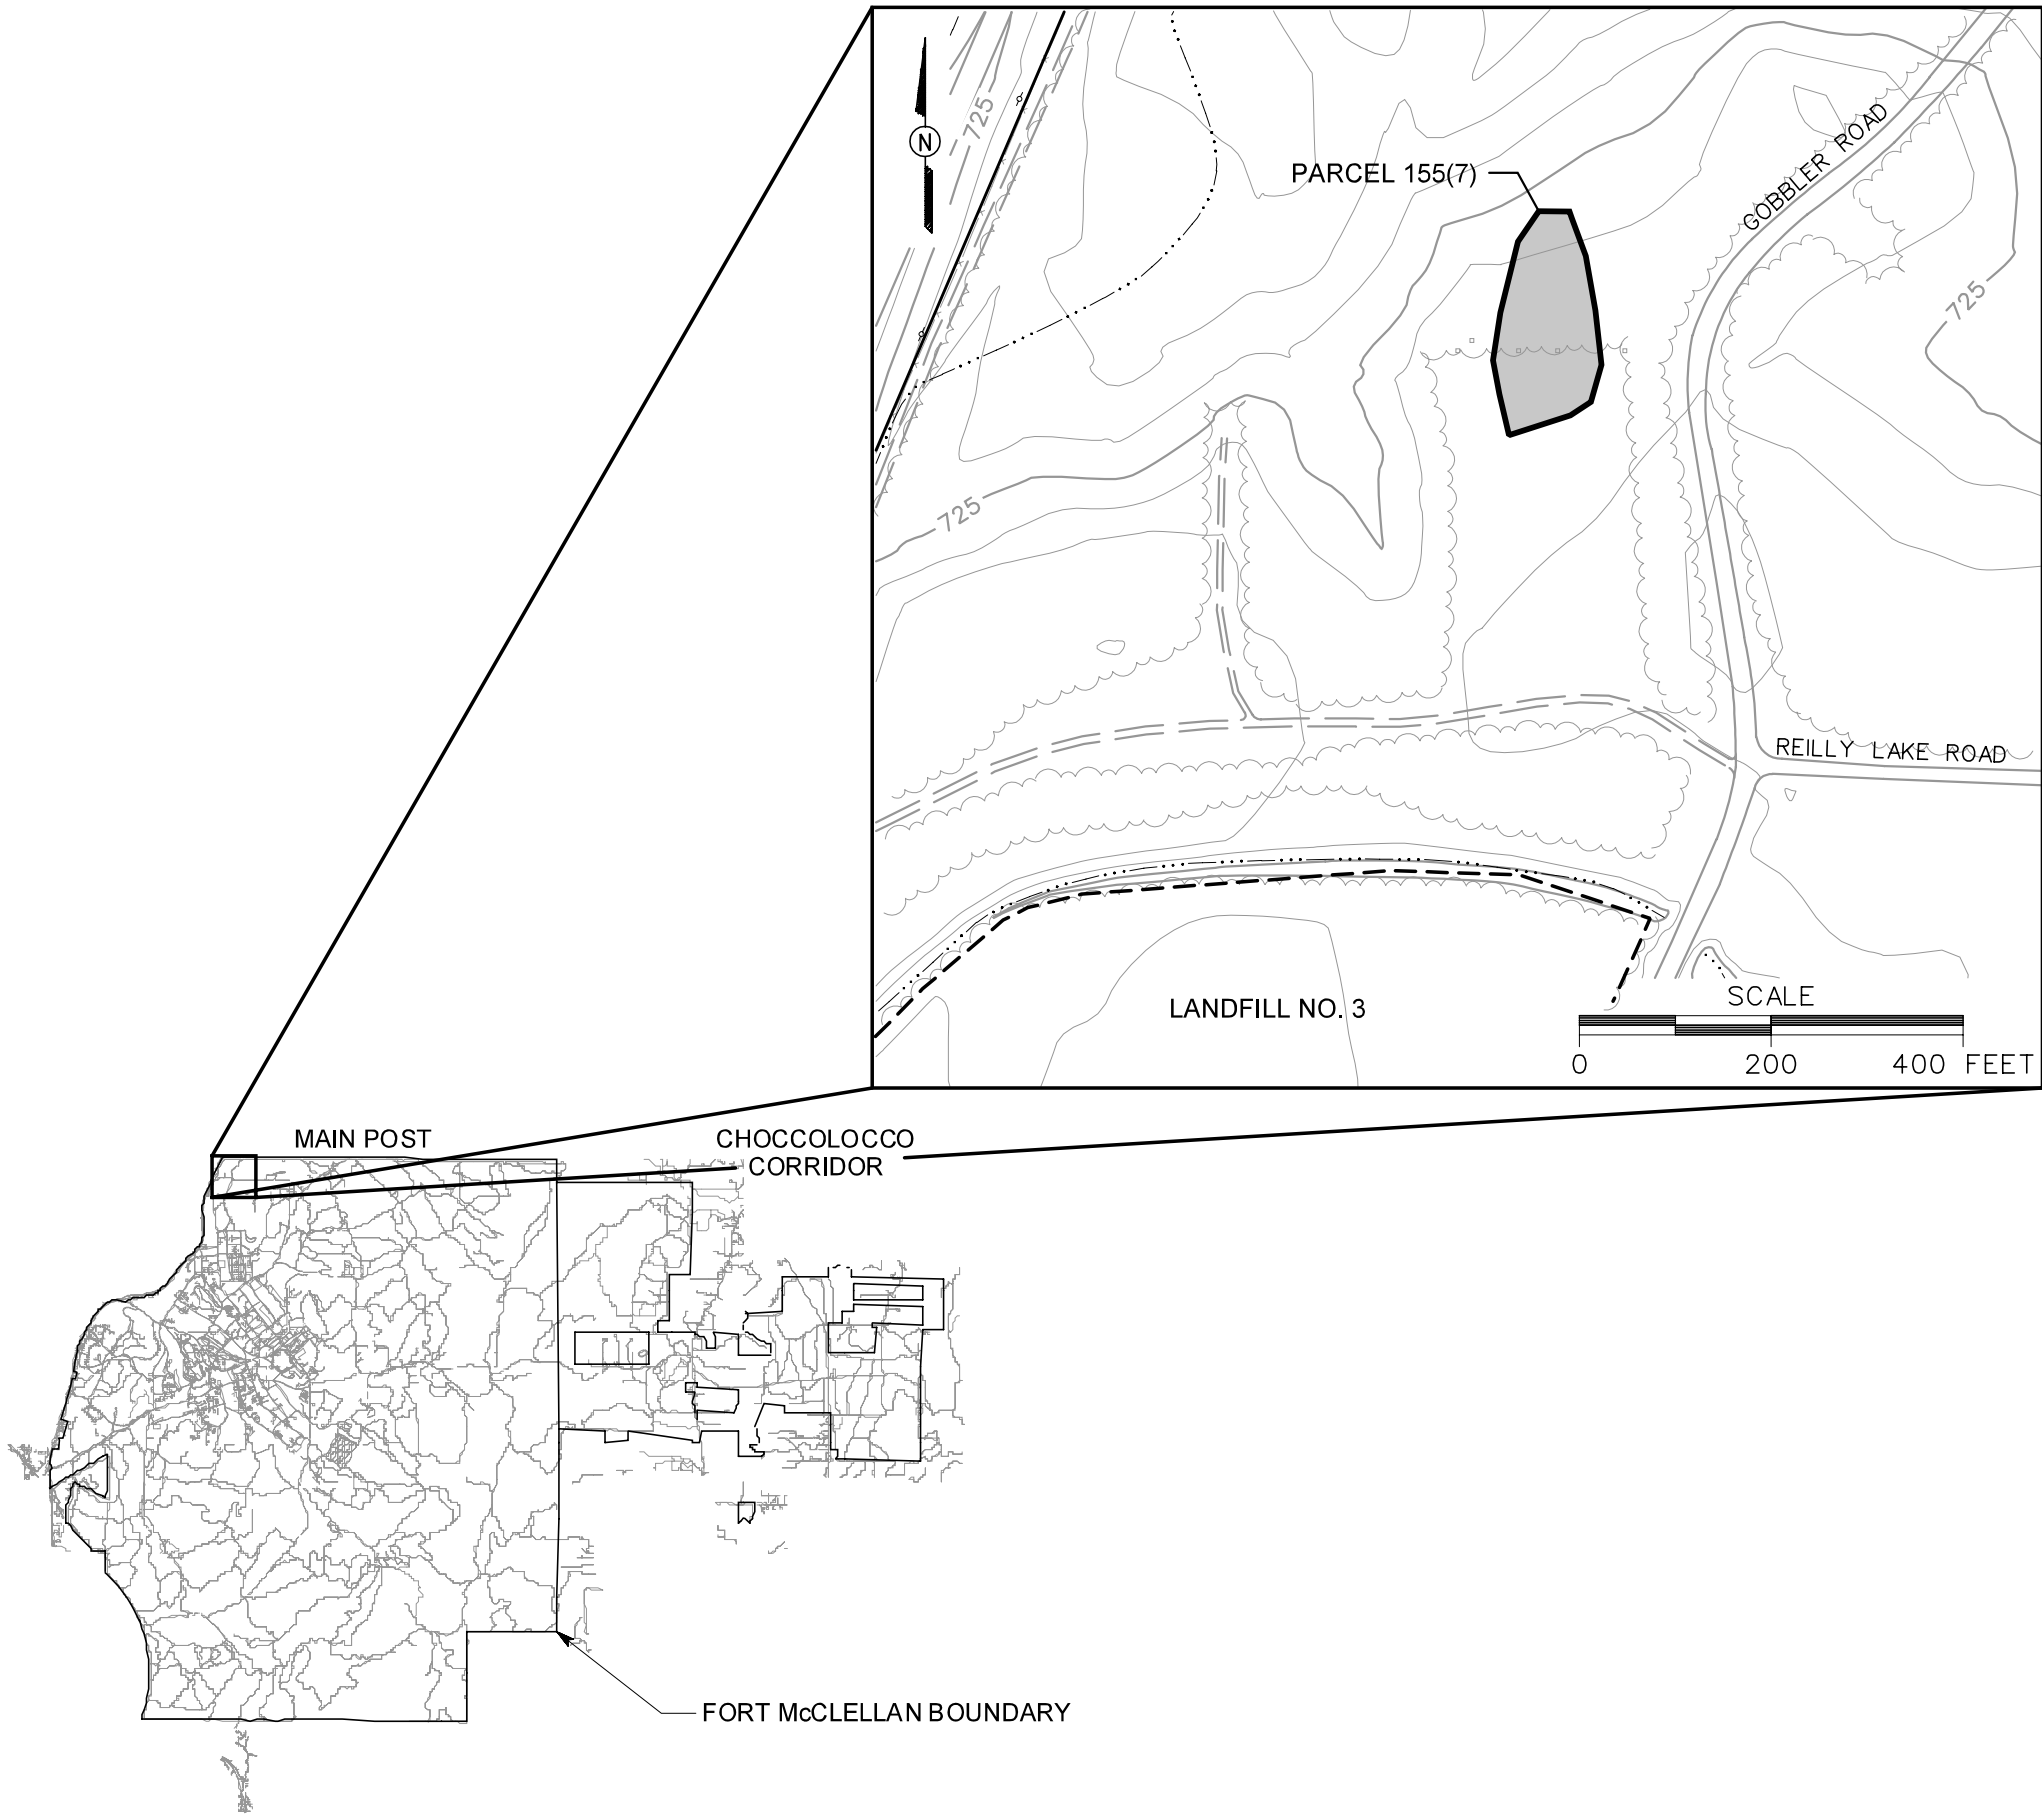 725
N
PARCEL 155(7)
GOBBLER ROAD
725
725
REILLY LAKE ROAD
LANDFILL NO. 3
SCALE
0 200 400 FEET
MAIN POST
CHOCCOLOCCO
CORRIDOR
FORT McCLELLAN BOUNDARY